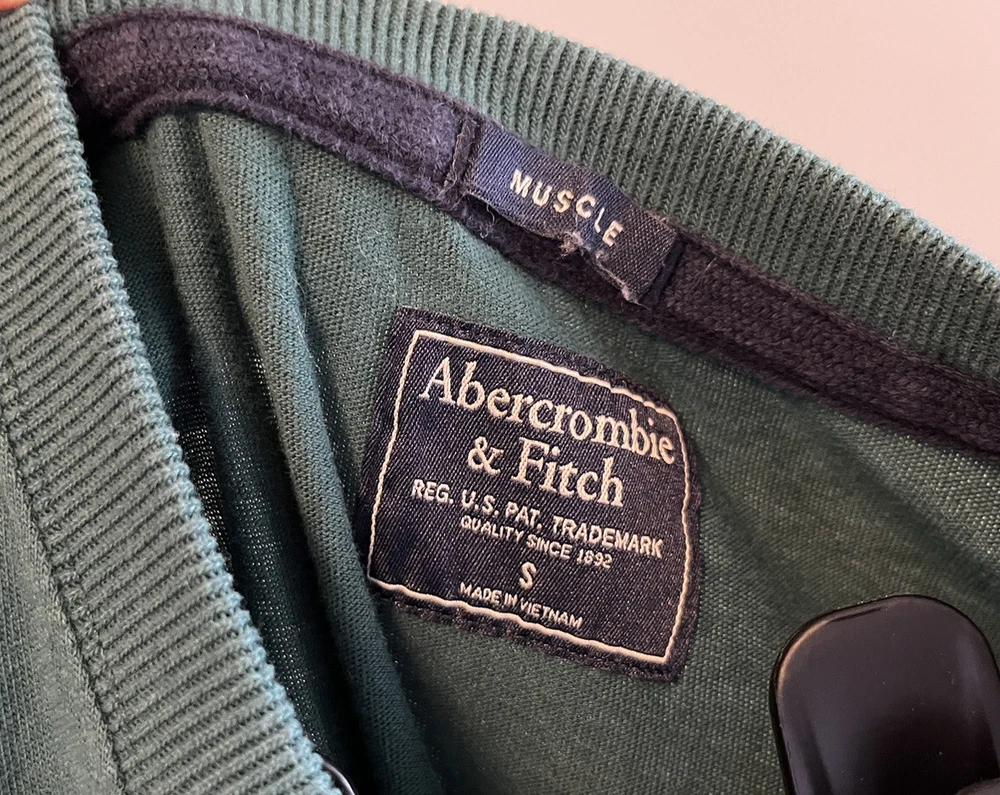 MUSCLE
Abercrombie
& Fitch
REG. U.S. PAT. TRADEMARK
QUALITY SINCE 1892
S
MADE IN VIETNAM